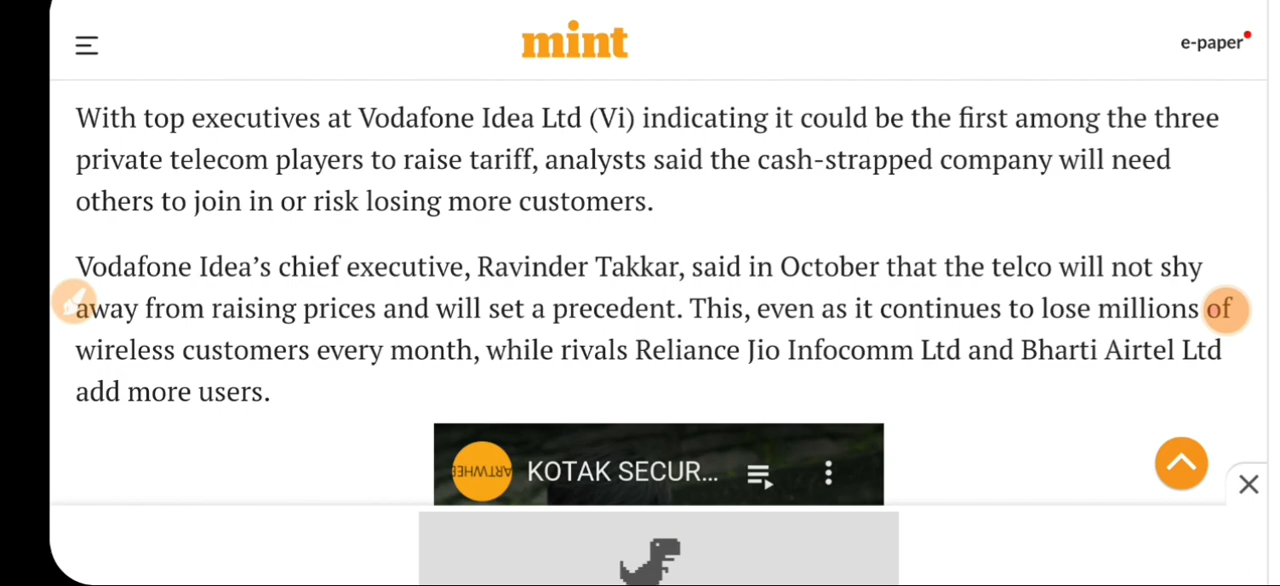 mint
e-paper
With top executives at Vodafone Idea Ltd (Vi) indicating it could be the first among the three
private telecom players to raise tariff, analysts said the cash-strapped company will need
others to join in or risk losing more customers.
Vodafone Idea’s chief executive, Ravinder Takkar, said in October that the telco will not shy
away from raising prices and will set a precedent. This, even as it continues to lose millions of
wireless customers every month, while rivals Reliance Jio Infocomm Ltd and Bharti Airtel Ltd
add more users.
KOTAK SECUR...